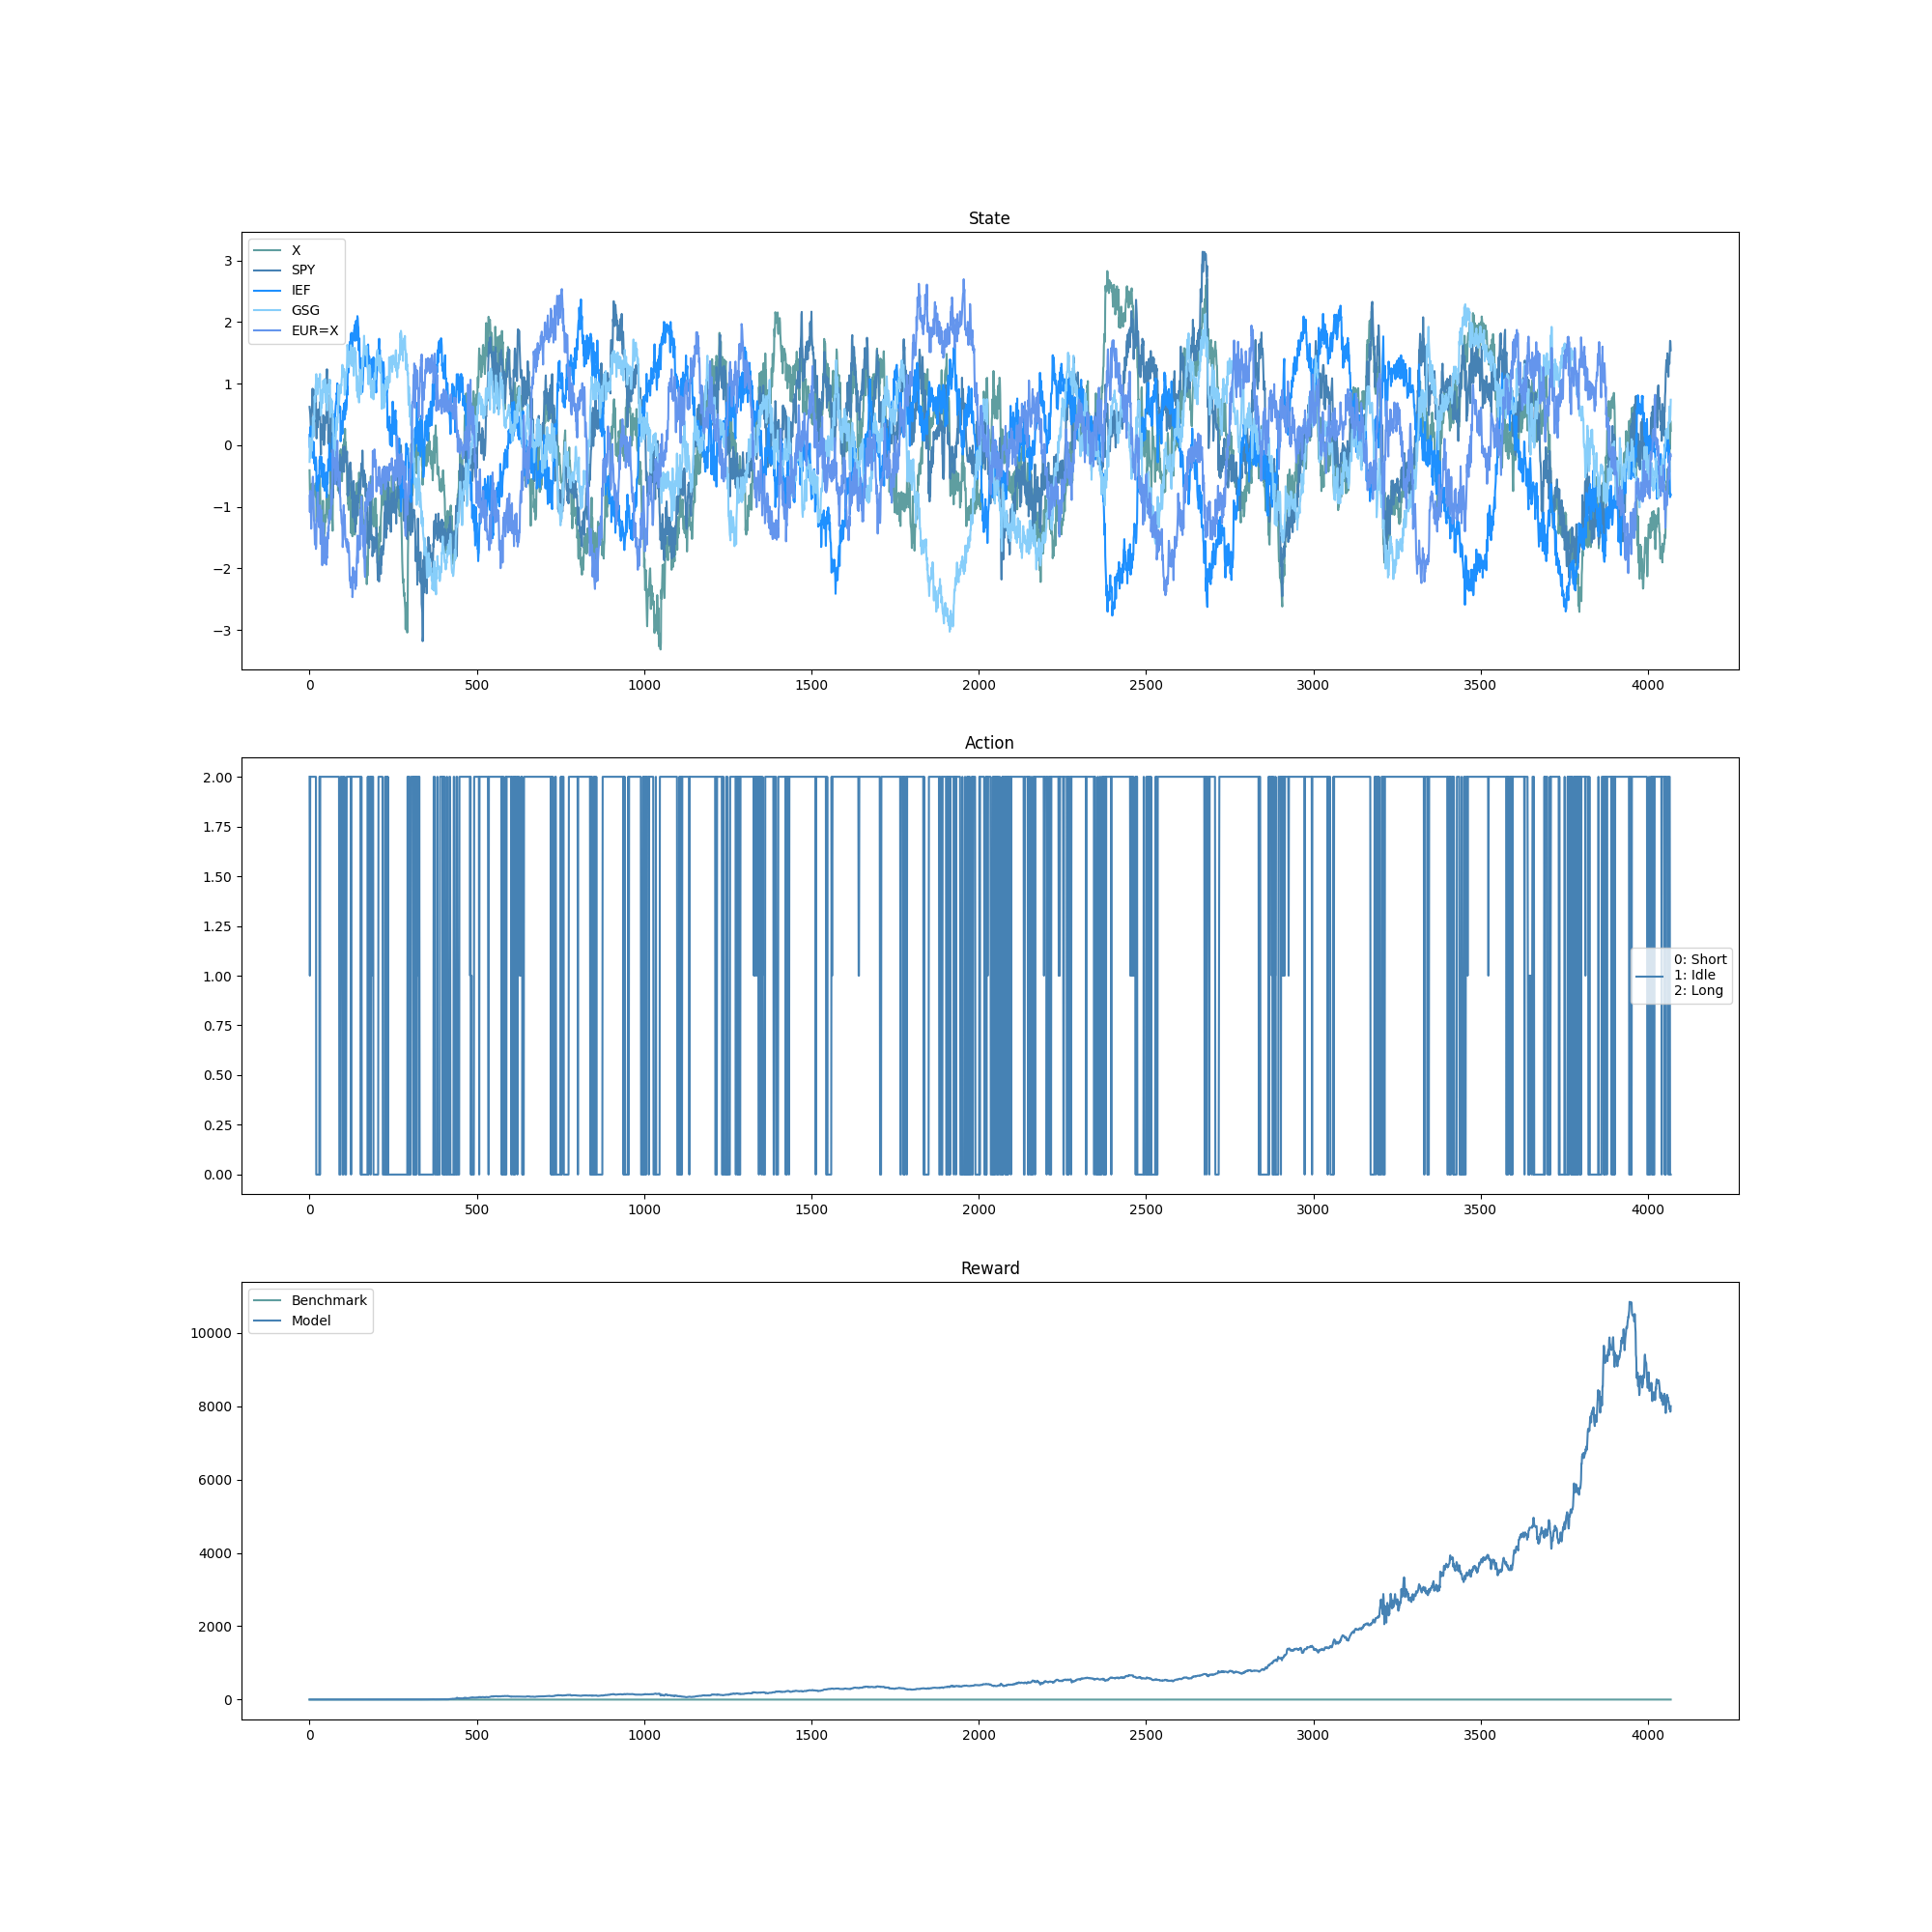 State
X
SPY
IEF
GSG
EUR=X
3
2
1
0
−1
−2
−3
0 500 1000 1500 2000 2500 3000 3500 4000
Action
2.00
1.75
1.50
1.25
1.00
0.75
0.50
0.25
0.00
0: Short
1: Idle
2: Long
0 500 1000 1500 2000 2500 3000 3500 4000
Reward
Benchmark
Model
10000
8000
6000
4000
2000
0
0 500 1000 1500 2000 2500 3000 3500 4000